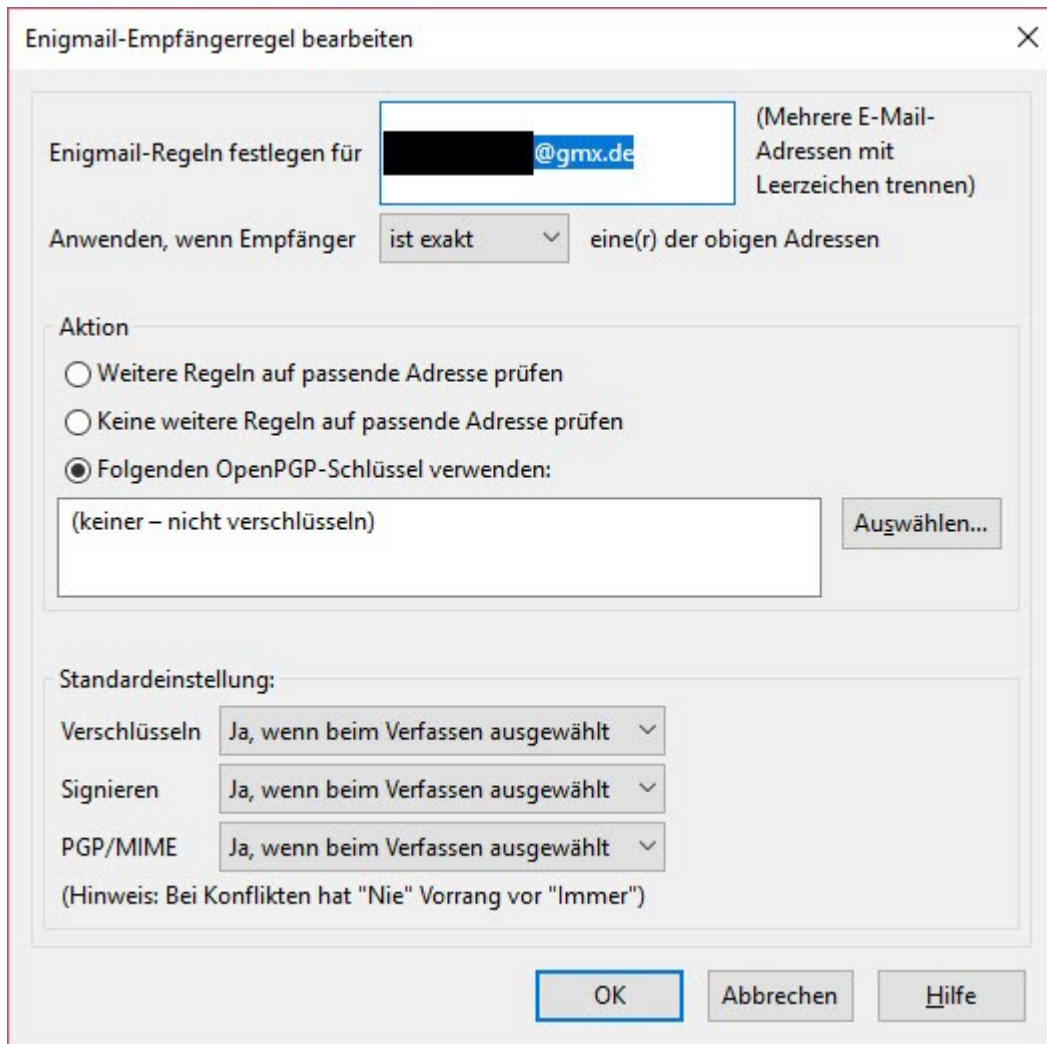 Enigmail-Empfängerregel bearbeiten
Enigmail-Regeln festlegen für
@gmx.de
(Mehrere E-Mail-
Adressen mit
Leerzeichen trennen)
Anwenden, wenn Empfänger ist exakt eine(r) der obigen Adressen
Aktion
Weitere Regeln auf passende Adresse prüfen
Keine weitere Regeln auf passende Adresse prüfen
Folgenden OpenPGP-Schlüssel verwenden:
(keiner – nicht verschlüsseln)
Auswählen...
Standardeinstellung:
Verschlüsseln Ja, wenn beim Verfassen ausgewählt
Signieren Ja, wenn beim Verfassen ausgewählt
PGP/MIME Ja, wenn beim Verfassen ausgewählt
(Hinweis: Bei Konflikten hat "Nie" Vorrang vor "Immer")
OK Abbrechen Hilfe